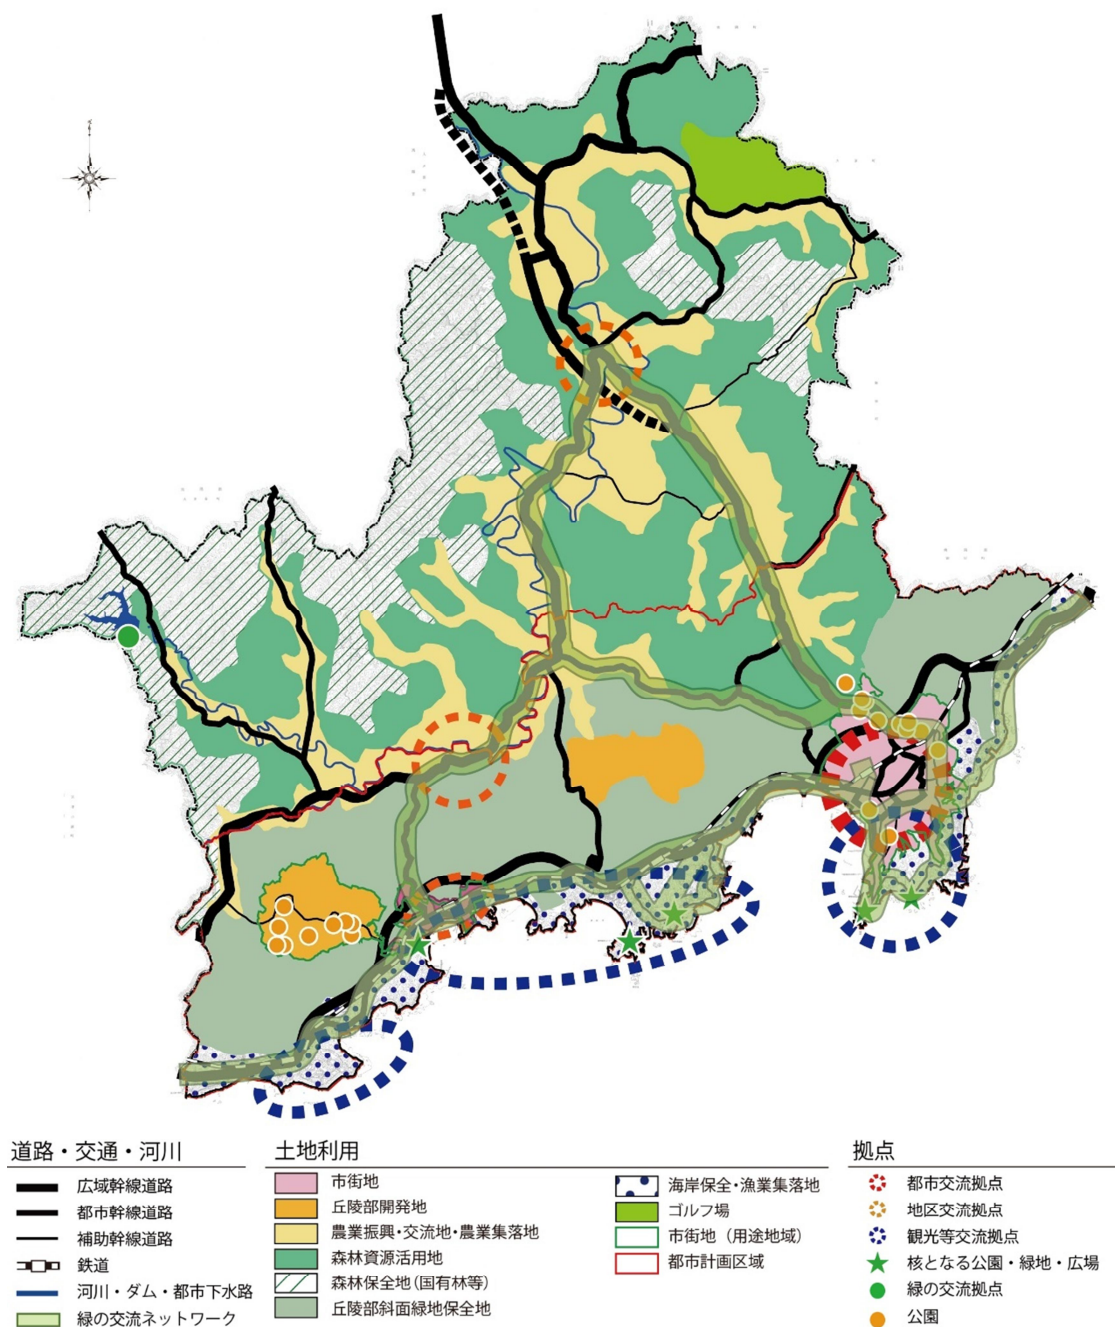 道路・交通・河川
広域幹線道路
都市幹線道路
補助幹線道路
鉄道
河川・ダム・都市下水路
緑の交流ネットワーク
土地利用
市街地
丘陵部開発地
農業振興・交流地・農業集落地
森林資源活用地
森林保全地(国有林等)
丘陵部斜面緑地保全地
海岸保全・漁業集落地
ゴルフ場
市街地（用途地域）
都市計画区域
拠点
都市交流拠点
地区交流拠点
観光等交流拠点
核となる公園・緑地・広場
緑の交流拠点
公園